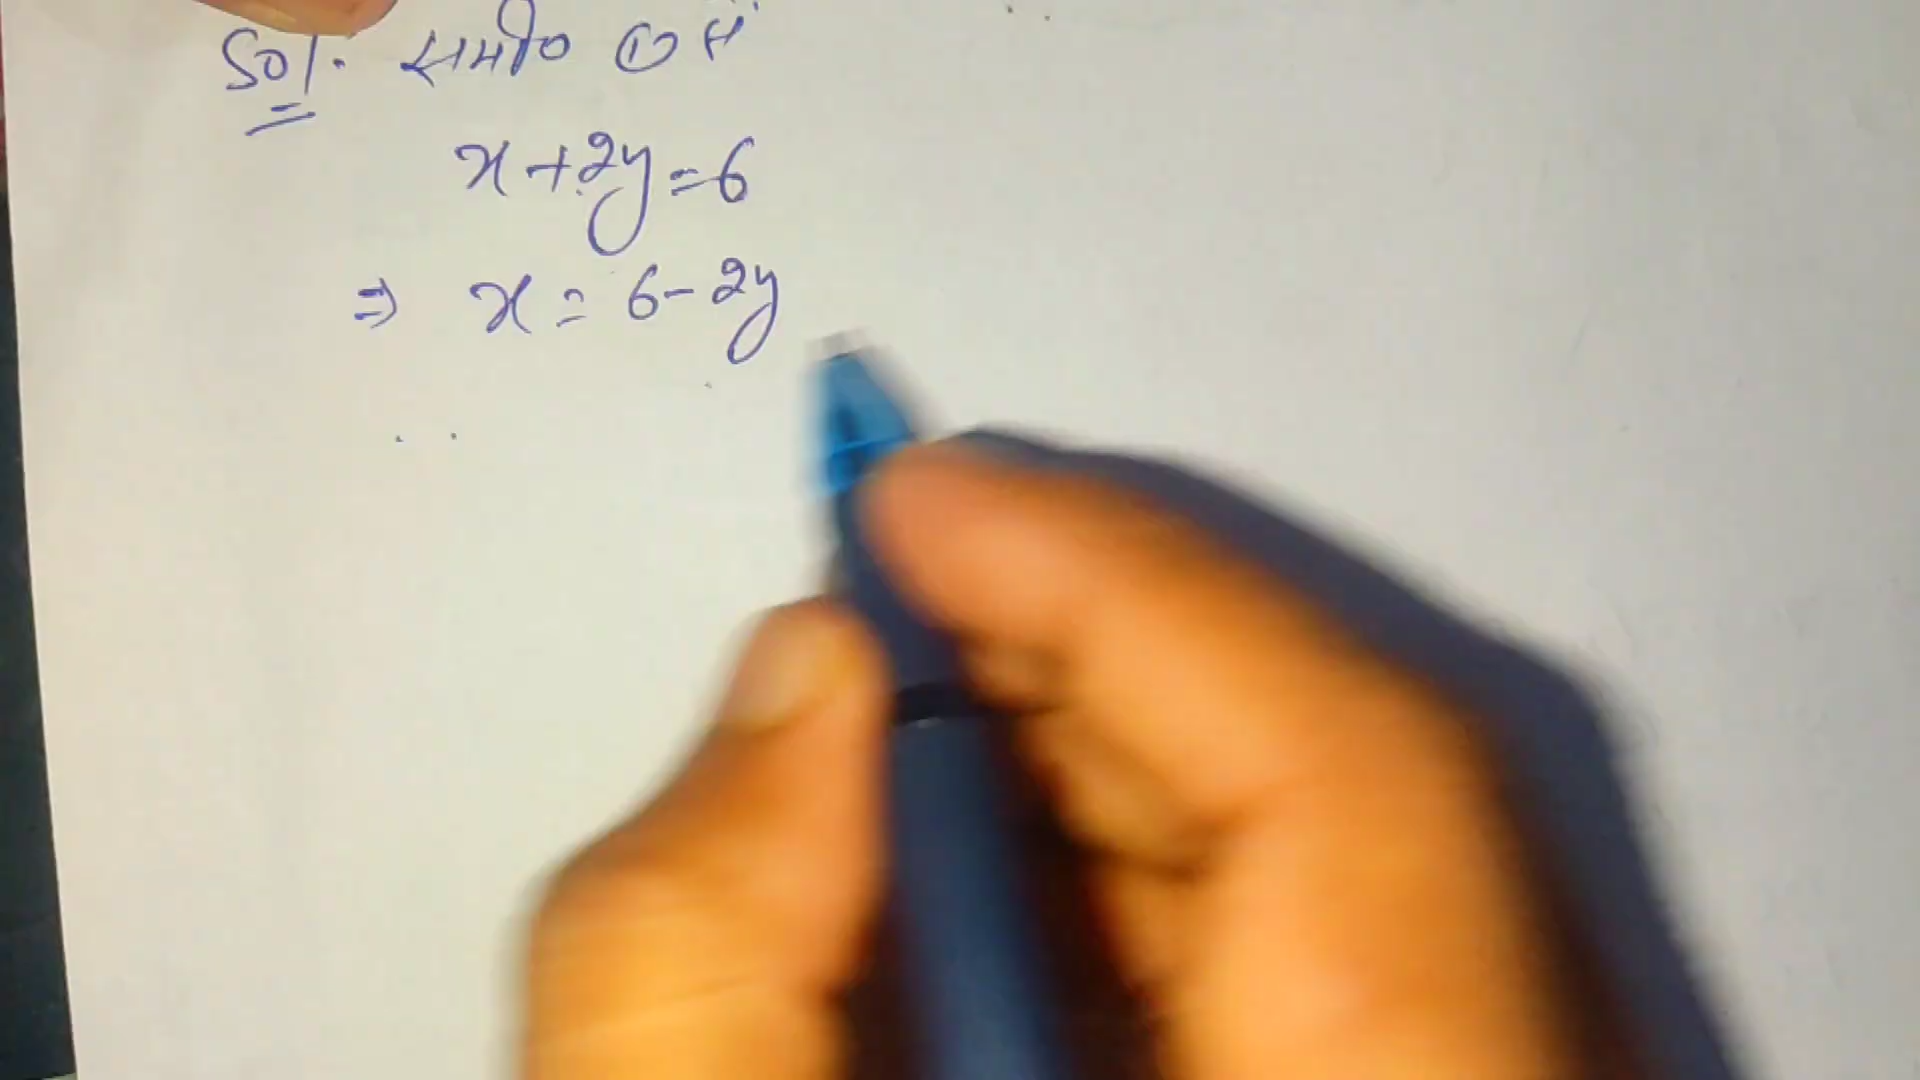 Sol. समी० ① में
x + 2y = 6
⇒ x = 6 - 2y